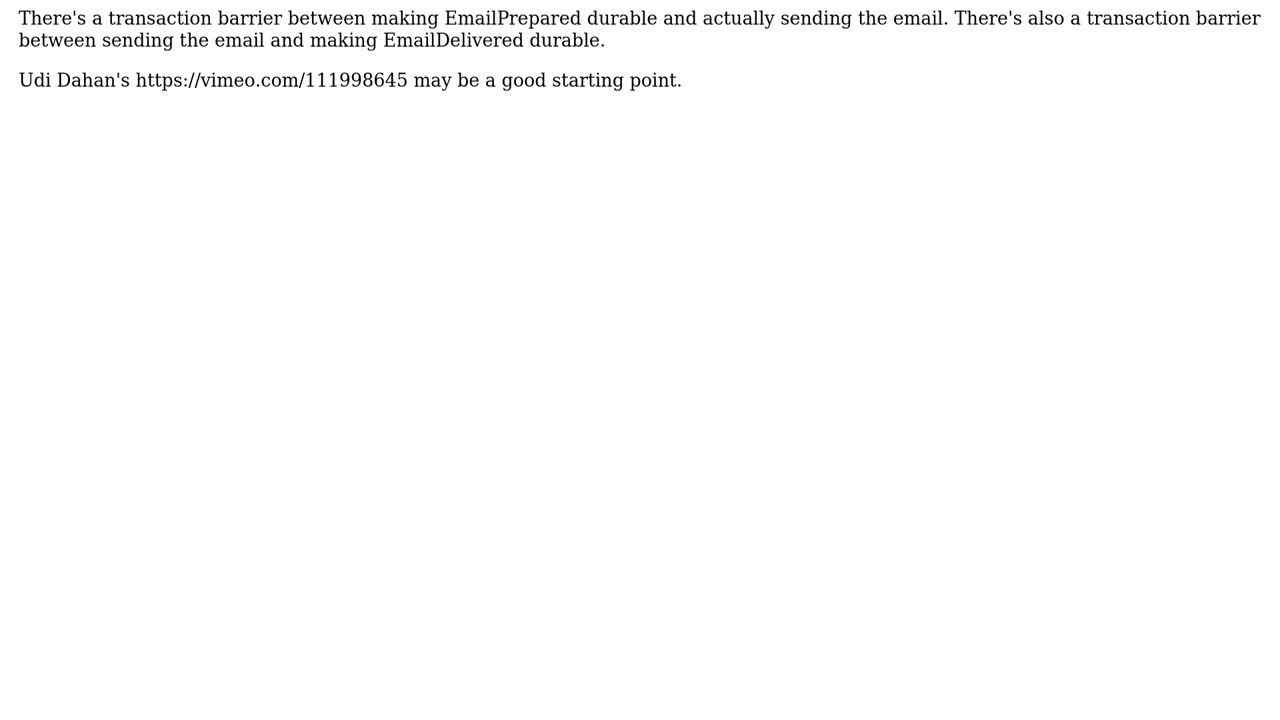 There's a transaction barrier between making EmailPrepared durable and actually sending the email. There's also a transaction barrier
between sending the email and making EmailDelivered durable.
Udi Dahan's https://vimeo.com/111998645 may be a good starting point.